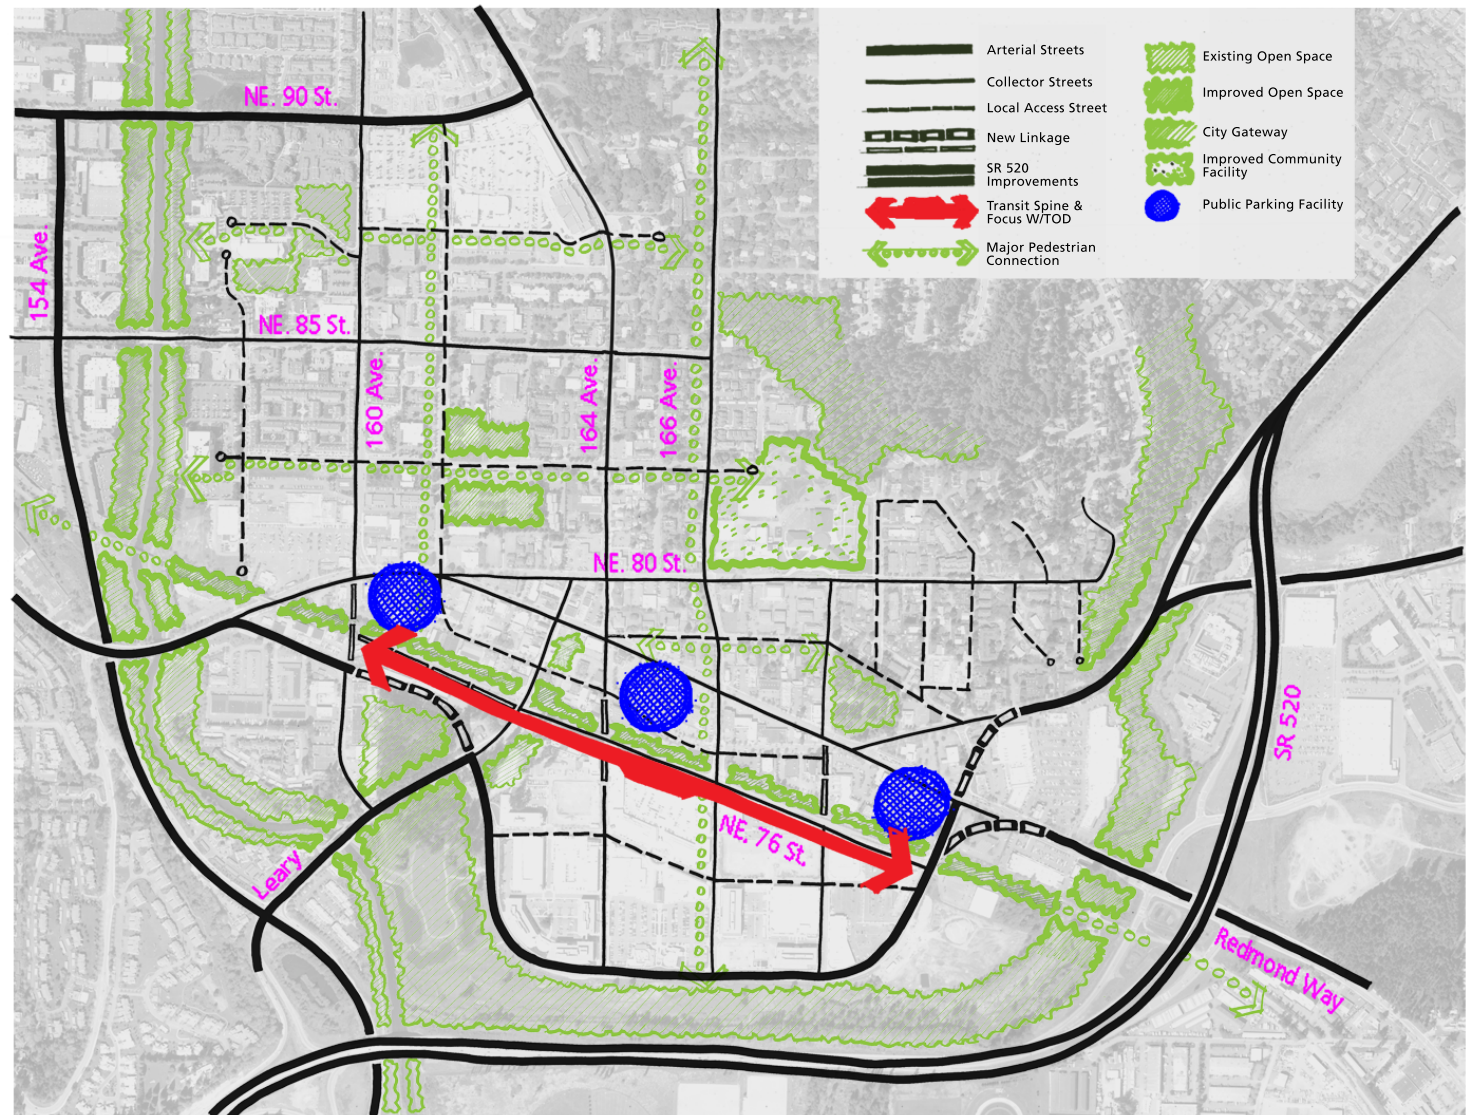 Arterial Streets
Collector Streets
Local Access Street
New Linkage
SR 520
Improvements
Transit Spine &
Focus W/TOD
Major Pedestrian
Connection
Existing Open Space
Improved Open Space
City Gateway
Improved Community
Facility
Public Parking Facility
NE. 90 St.
154 Ave.
NE. 85 St.
160 Ave.
164 Ave.
166 Ave.
NE. 80 St.
SR 520
NE. 76 St.
Leary
Redmond Way